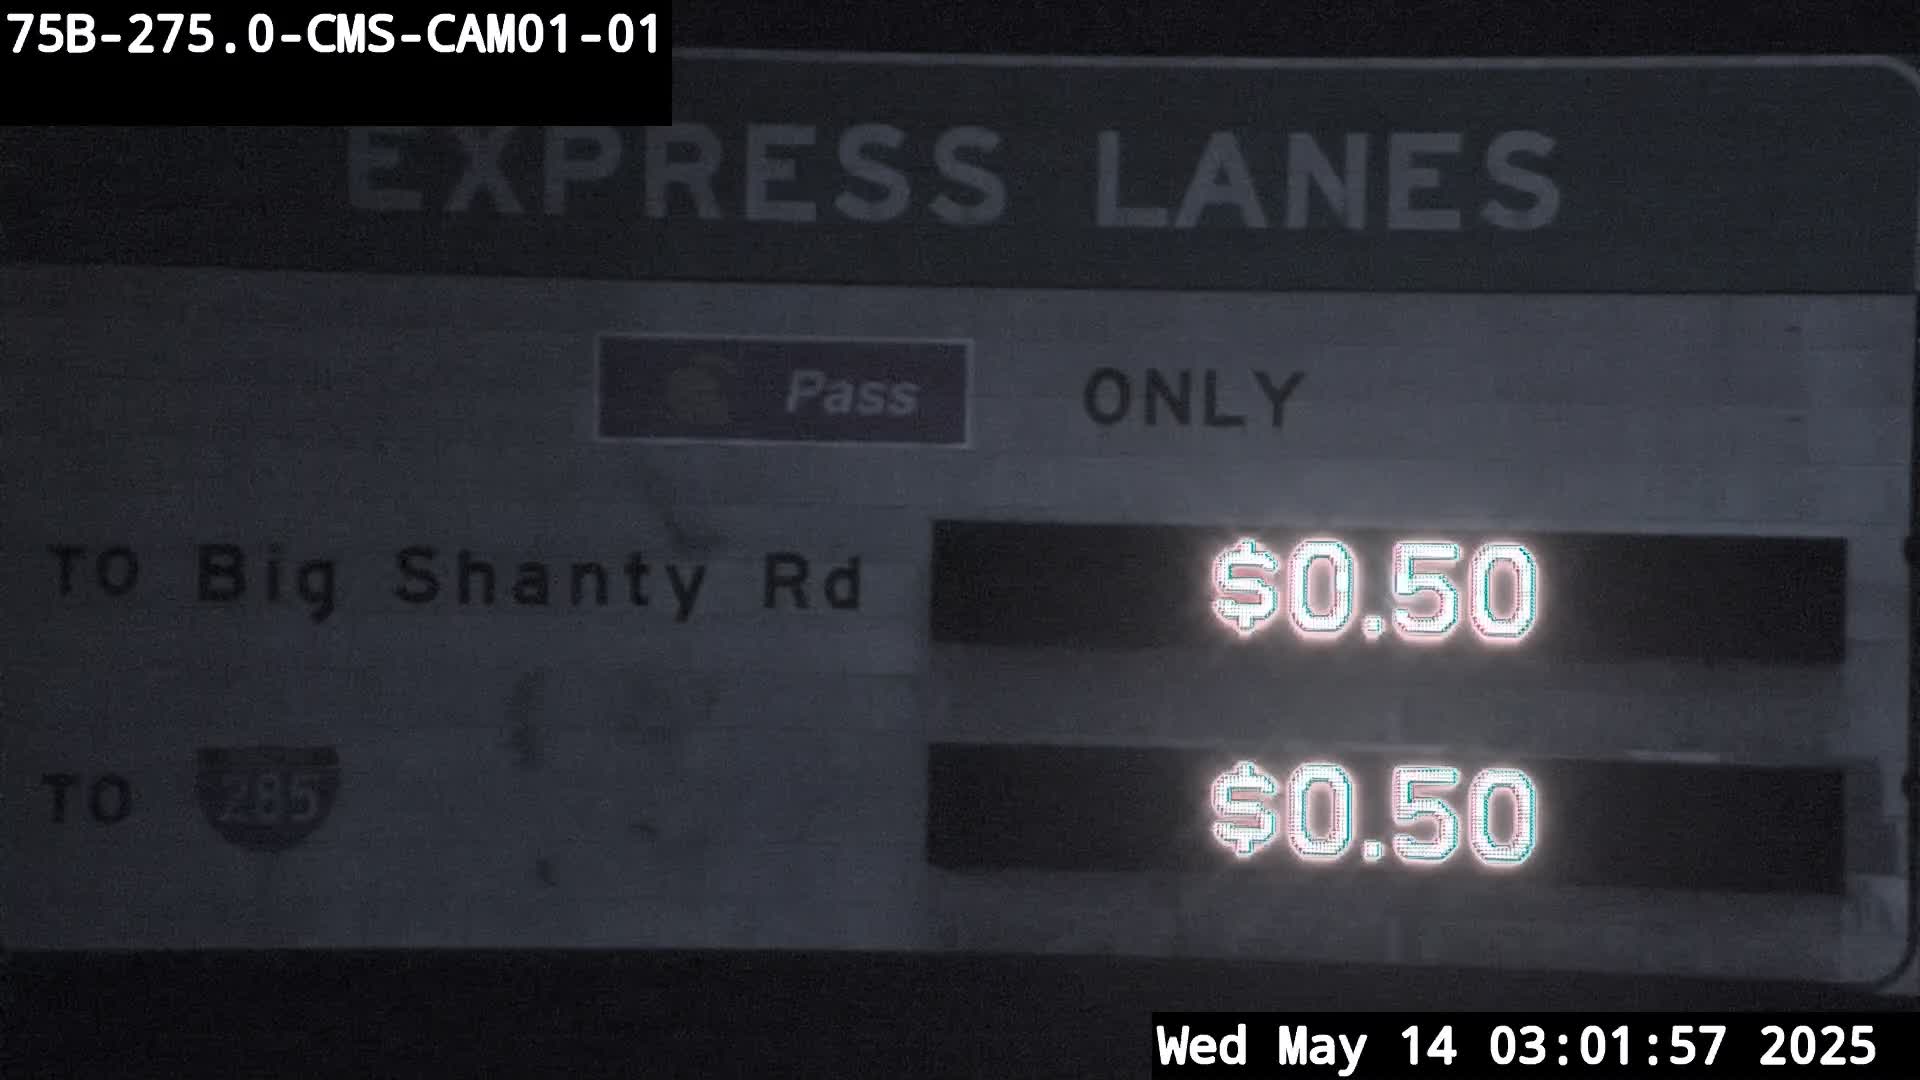 75B-275.0-CMS-CAM01-01
EXPRESS LANES
Pass ONLY
TO Big Shanty Rd $0.50
TO 285 $0.50
Wed May 14 03:01:57 2025